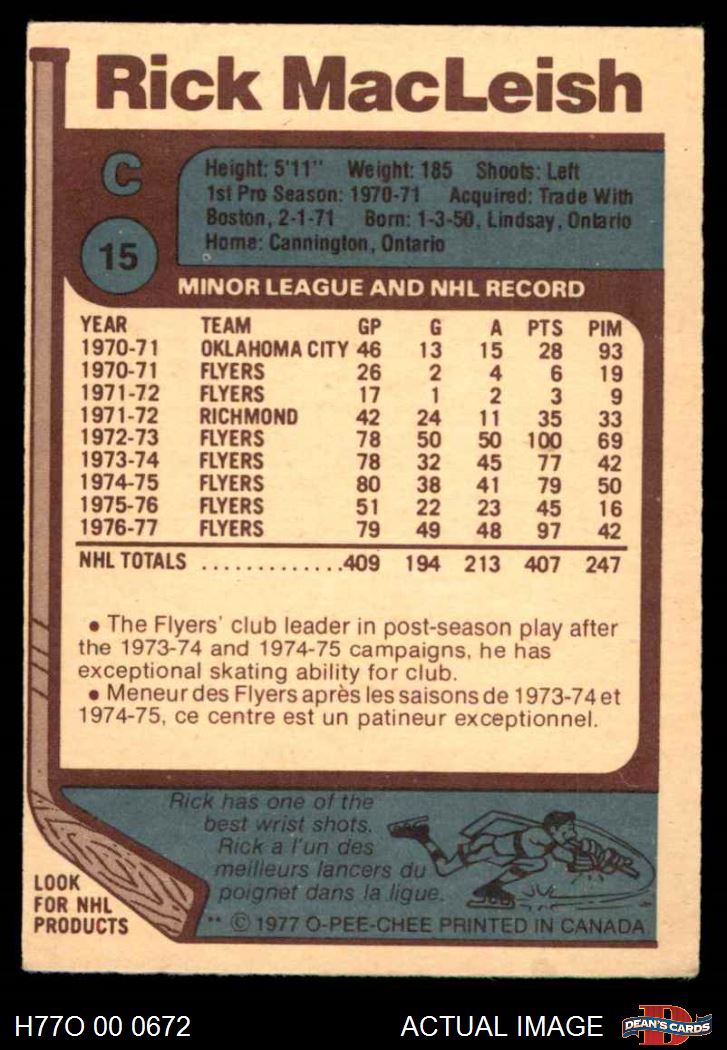 Rick MacLeish
C
15
Height: 5'11" Weight: 185 Shoots: Left
1st Pro Season: 1970-71 Acquired: Trade With
Boston, 2-1-71 Born: 1-3-50, Lindsay, Ontario
Home: Cannington, Ontario
MINOR LEAGUE AND NHL RECORD
YEAR TEAM GP G A PTS PIM
1970-71 OKLAHOMA CITY 46 13 15 28 93
1970-71 FLYERS 26 2 4 6 19
1971-72 FLYERS 17 1 2 3 9
1971-72 RICHMOND 42 24 11 35 33
1972-73 FLYERS 78 50 50 100 69
1973-74 FLYERS 78 32 45 77 42
1974-75 FLYERS 80 38 41 79 50
1975-76 FLYERS 51 22 23 45 16
1976-77 FLYERS 79 49 48 97 42
NHL TOTALS .............409 194 213 407 247
• The Flyers' club leader in post-season play after
the 1973-74 and 1974-75 campaigns, he has
exceptional skating ability for club.
• Meneur des Flyers après les saisons de 1973-74 et
1974-75, ce centre est un patineur exceptionnel.
Rick has one of the
best wrist shots.
Rick a l'un des
meilleurs lancers du
poignet dans la ligue.
LOOK
FOR NHL
PRODUCTS
** © 1977 O-PEE-CHEE PRINTED IN CANADA
H77O 00 0672 ACTUAL IMAGE
D
DEAN'S CARDS